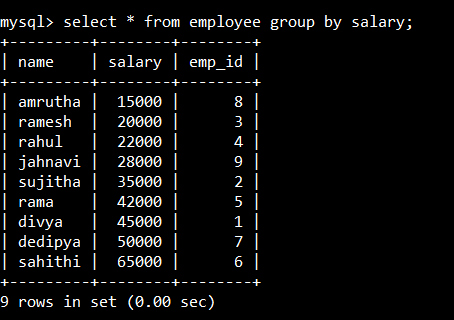 mysql> select * from employee group by salary;
+---------+--------+--------+
| name    | salary | emp_id |
+---------+--------+--------+
| amrutha |  15000 |      8 |
| ramesh  |  20000 |      3 |
| rahul   |  22000 |      4 |
| jahnavi |  28000 |      9 |
| sujitha |  35000 |      2 |
| rama    |  42000 |      5 |
| divya   |  45000 |      1 |
| dedipya |  50000 |      7 |
| sahithi |  65000 |      6 |
+---------+--------+--------+
9 rows in set (0.00 sec)